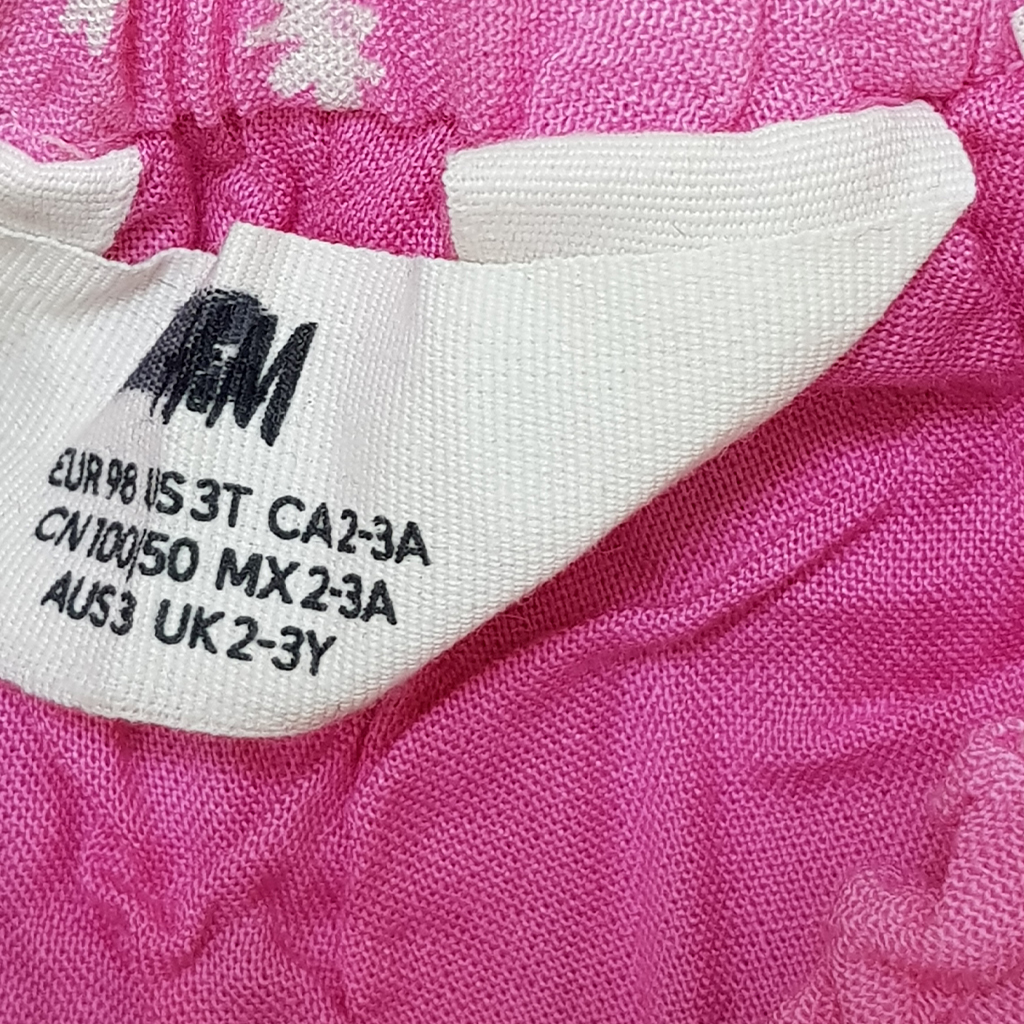 EUR 98 US 3T CA 2-3A
CN 100/50 MX 2-3A
AUS 3 UK 2-3Y